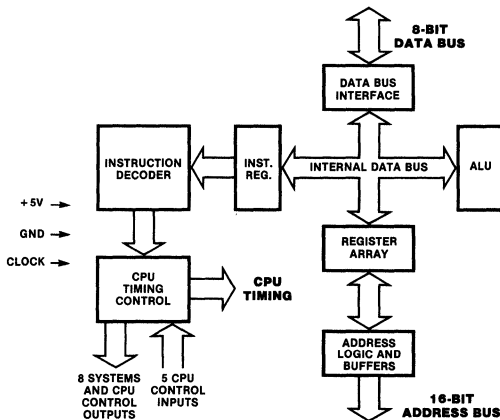 8-BIT
DATA BUS
DATA BUS
INTERFACE
INSTRUCTION
DECODER
INST.
REG.
INTERNAL DATA BUS
ALU
+5V
GND
CLOCK
REGISTER
ARRAY
CPU
TIMING
CONTROL
CPU
TIMING
ADDRESS
LOGIC AND
BUFFERS
8 SYSTEMS
AND CPU
CONTROL
OUTPUTS
5 CPU
CONTROL
INPUTS
16-BIT
ADDRESS BUS